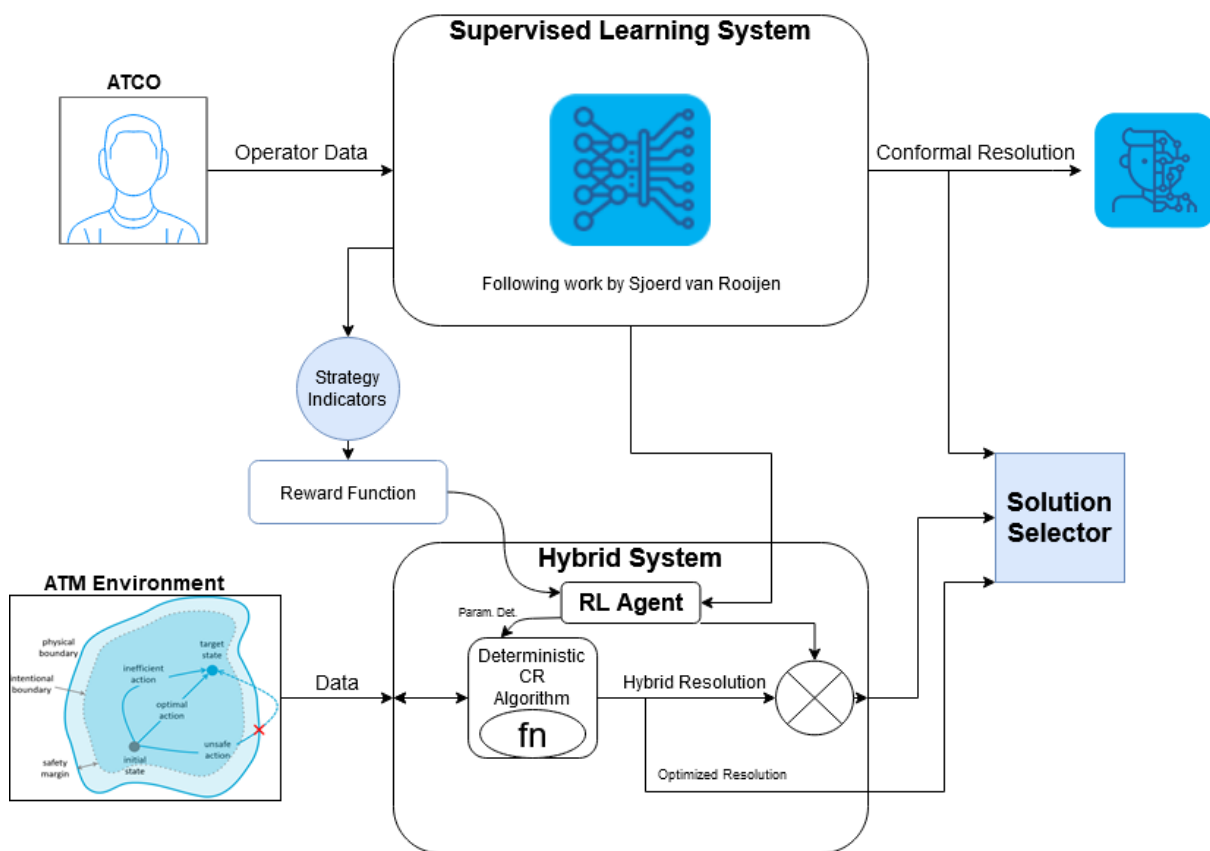 Supervised Learning System
ATCO
Operator Data
Conformal Resolution
Following work by Sjoerd van Rooijen
Strategy
Indicators
Reward Function
Solution
Selector
Hybrid System
ATM Environment
RL Agent
Param. Det.
physical
boundary
target
state
inefficient
action
intentional
boundary
optimal
action
unsafe
action
safety
margin
initial
state
Data
Deterministic
CR
Algorithm
fn
Hybrid Resolution
Optimized Resolution